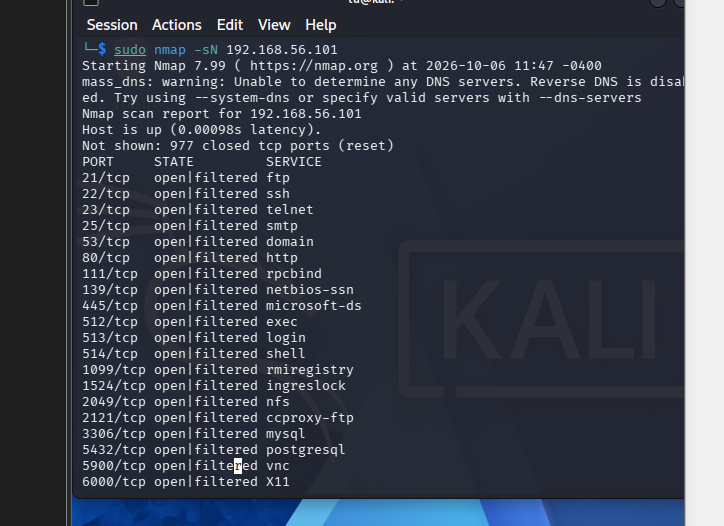 Session Actions Edit View Help
└─$ sudo nmap -sN 192.168.56.101
Starting Nmap 7.99 ( https://nmap.org ) at 2026-10-06 11:47 -0400
mass_dns: warning: Unable to determine any DNS servers. Reverse DNS is disa
ed. Try using --system-dns or specify valid servers with --dns-servers
Nmap scan report for 192.168.56.101
Host is up (0.00098s latency).
Not shown: 977 closed tcp ports (reset)
PORT     STATE         SERVICE
21/tcp   open|filtered ftp
22/tcp   open|filtered ssh
23/tcp   open|filtered telnet
25/tcp   open|filtered smtp
53/tcp   open|filtered domain
80/tcp   open|filtered http
111/tcp  open|filtered rpcbind
139/tcp  open|filtered netbios-ssn
445/tcp  open|filtered microsoft-ds
512/tcp  open|filtered exec
513/tcp  open|filtered login
514/tcp  open|filtered shell
1099/tcp open|filtered rmiregistry
1524/tcp open|filtered ingreslock
2049/tcp open|filtered nfs
2121/tcp open|filtered ccproxy-ftp
3306/tcp open|filtered mysql
5432/tcp open|filtered postgresql
5900/tcp open|filtered vnc
6000/tcp open|filtered X11
KALI